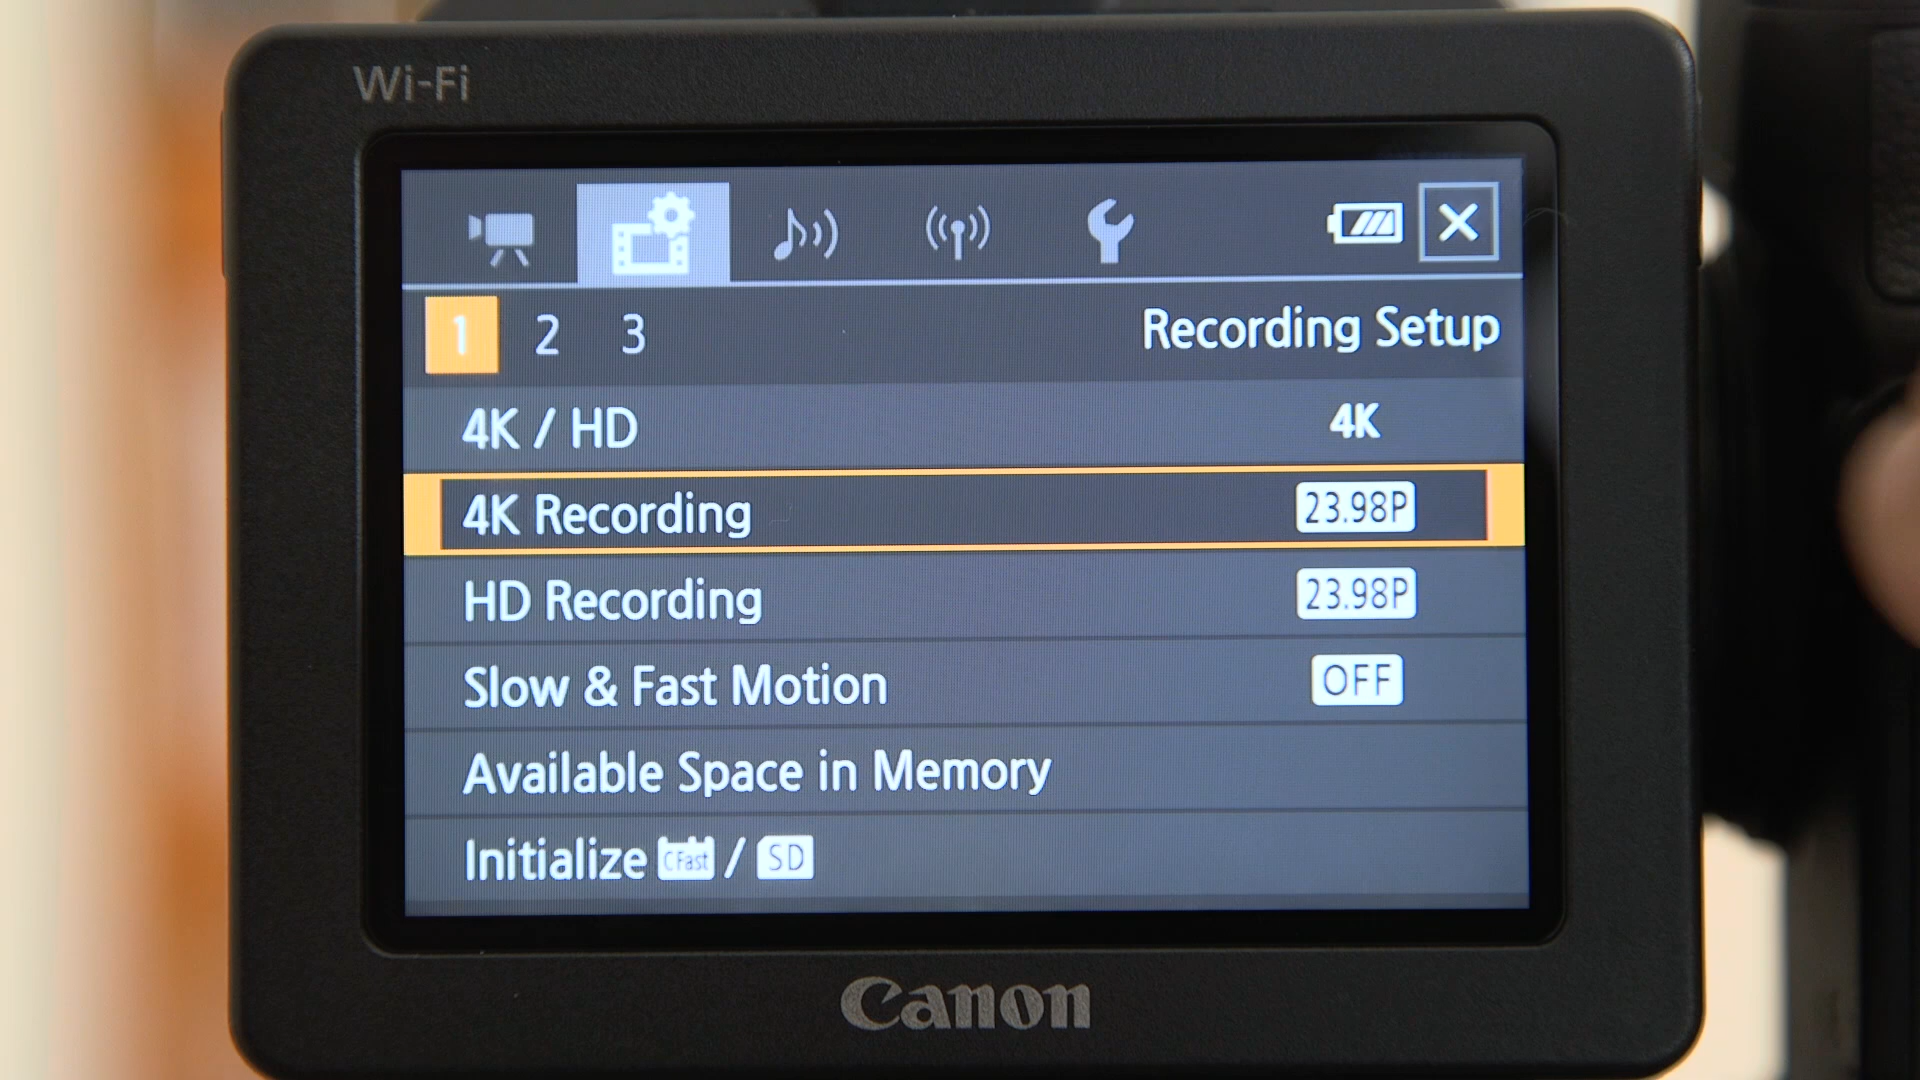 Wi-Fi
1 2 3 Recording Setup
4K / HD 4K
4K Recording 23.98P
HD Recording 23.98P
Slow & Fast Motion OFF
Available Space in Memory
Initialize CFast / SD
Canon